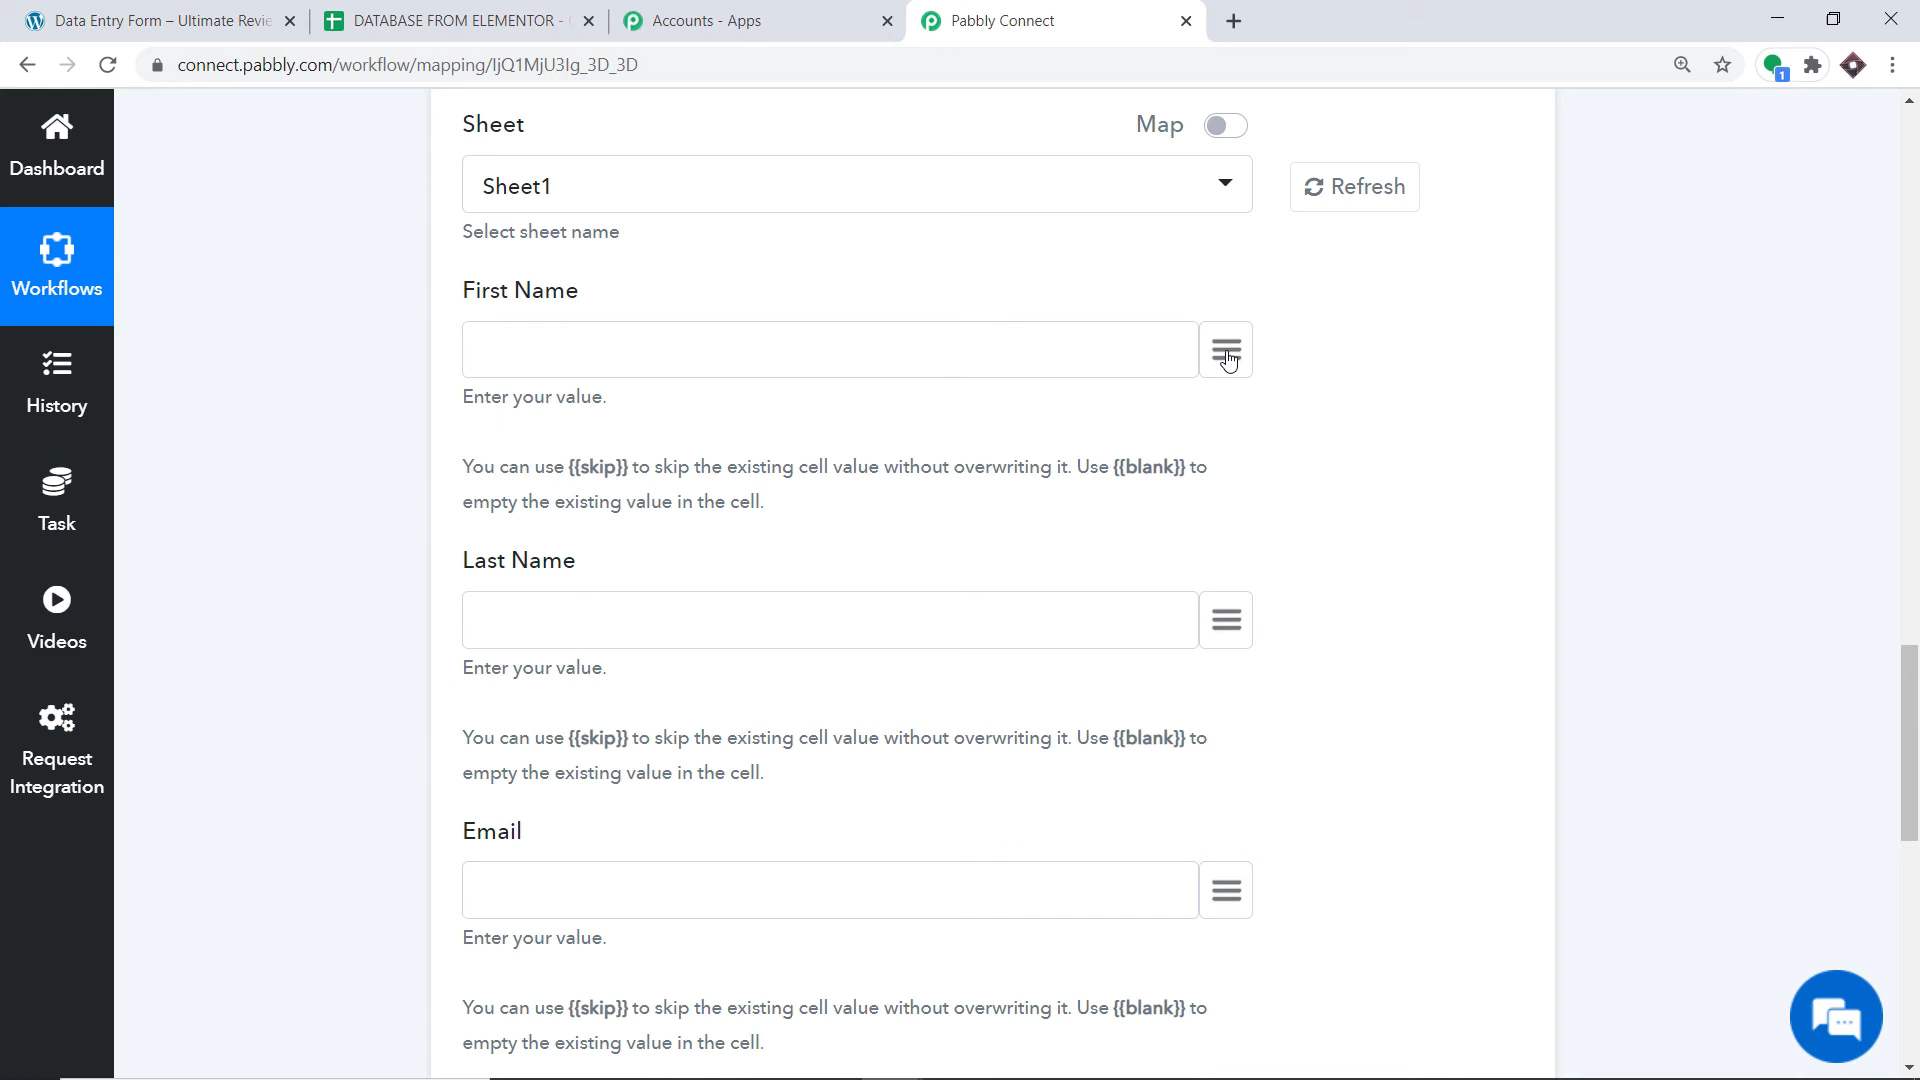 Data Entry Form – Ultimate Revie
DATABASE FROM ELEMENTOR -
Accounts - Apps
Pabbly Connect
connect.pabbly.com/workflow/mapping/IjQ1MjU3Ig_3D_3D
1
Dashboard
Workflows
History
Task
Videos
Request
Integration
Sheet
Map
Sheet1
Refresh
Select sheet name
First Name
Enter your value.
You can use {{skip}} to skip the existing cell value without overwriting it. Use {{blank}} to
empty the existing value in the cell.
Last Name
Enter your value.
You can use {{skip}} to skip the existing cell value without overwriting it. Use {{blank}} to
empty the existing value in the cell.
Email
Enter your value.
You can use {{skip}} to skip the existing cell value without overwriting it. Use {{blank}} to
empty the existing value in the cell.